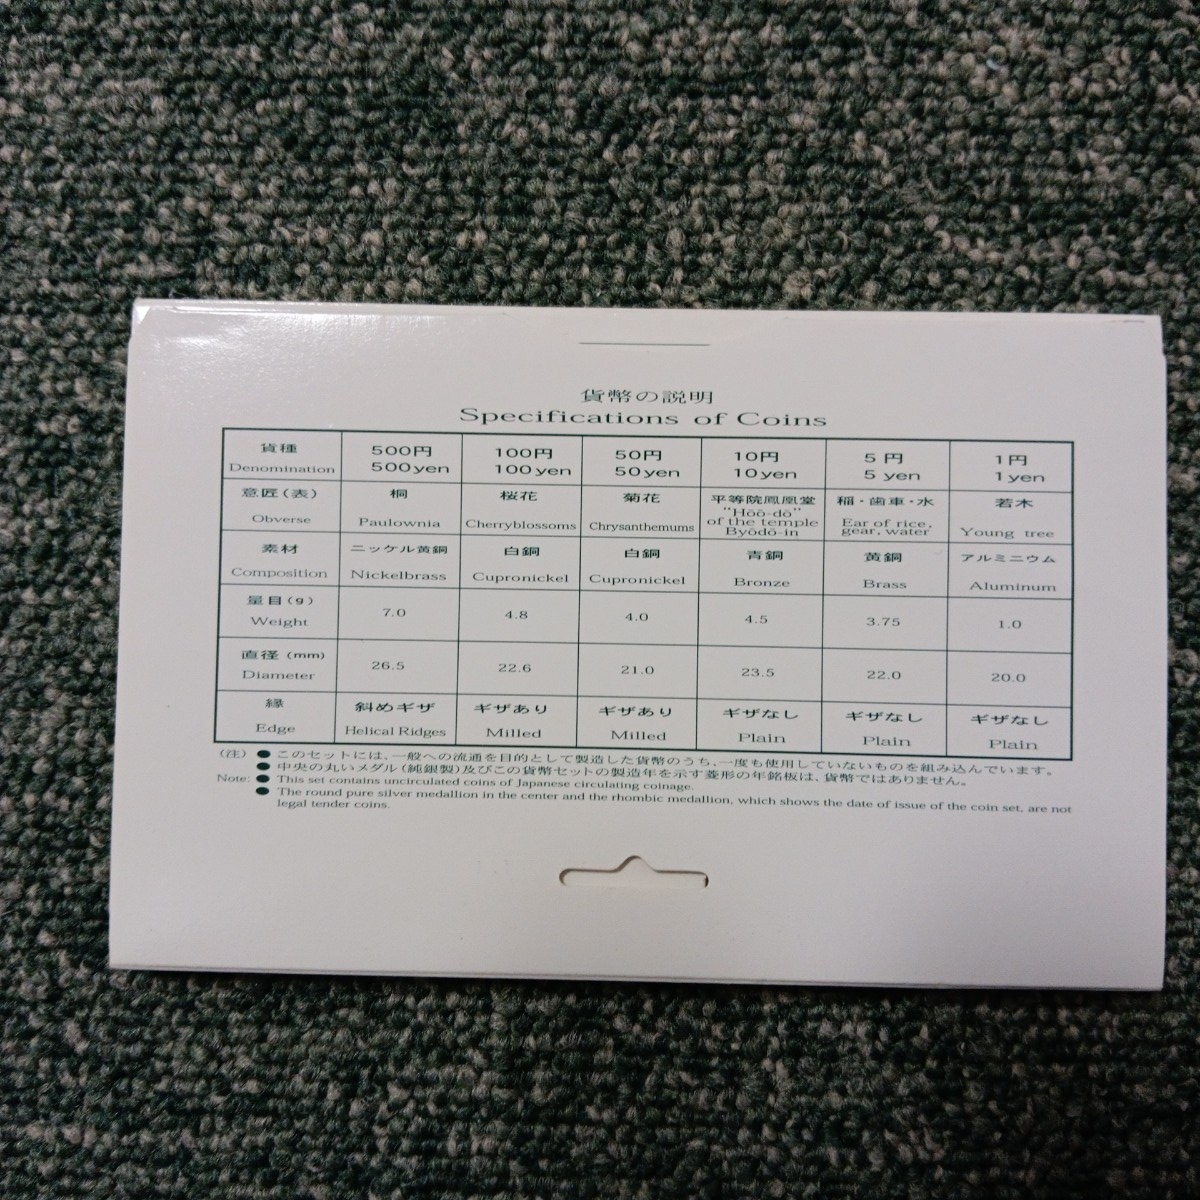 貨幣の説明
Specifications of Coins
貨種 500円 100円 50円 10円 5円 1円
Denomination 500yen 100yen 50yen 10yen 5yen 1yen
意匠(表) 桐 桜花 菊花 平等院鳳凰堂 稲・歯車・水 若木
Obverse Paulownia Cherryblossoms Chrysanthemums "Hōō-dō" of the temple Byōdō-in Ear of rice, gear, water Young tree
素材 ニッケル黄銅 白銅 白銅 青銅 黄銅 アルミニウム
Composition Nickelbrass Cupronickel Cupronickel Bronze Brass Aluminum
量目(g)
Weight 7.0 4.8 4.0 4.5 3.75 1.0
直径(mm)
Diameter 26.5 22.6 21.0 23.5 22.0 20.0
縁 斜めギザ ギザあり ギザあり ギザなし ギザなし ギザなし
Edge Helical Ridges Milled Milled Plain Plain Plain
(注) ● このセットには、一般への流通を目的として製造した貨幣のうち、一度も使用していないものを組み込んでいます。
● 中央の丸いメダル(純銀製)及びこの貨幣セットの製造年を示す菱形の年銘板は、貨幣ではありません。
Note: ● This set contains uncirculated coins of Japanese circulating coinage.
● The round pure silver medallion in the center and the rhombic medallion, which shows the date of issue of the coin set, are not
legal tender coins.